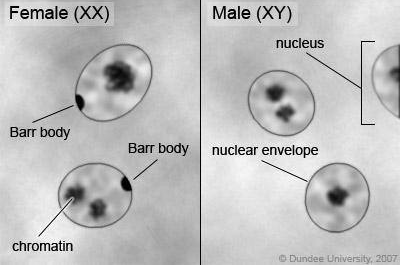 Female (XX)
Barr body
Barr body
chromatin
Male (XY)
nucleus
nuclear envelope
© Dundee University, 2007